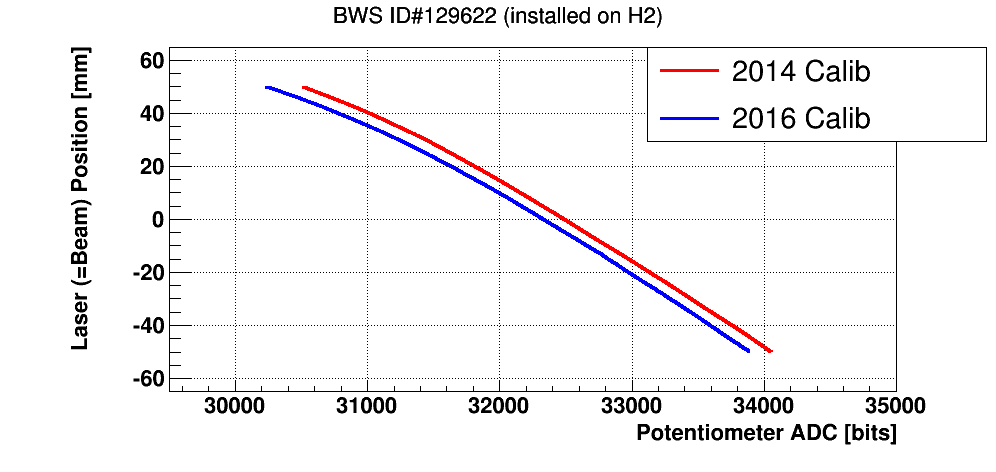 BWS ID#129622 (installed on H2)
2014 Calib
2016 Calib
Laser (=Beam) Position [mm]
60
40
20
0
-20
-40
-60
30000 31000 32000 33000 34000 35000
Potentiometer ADC [bits]